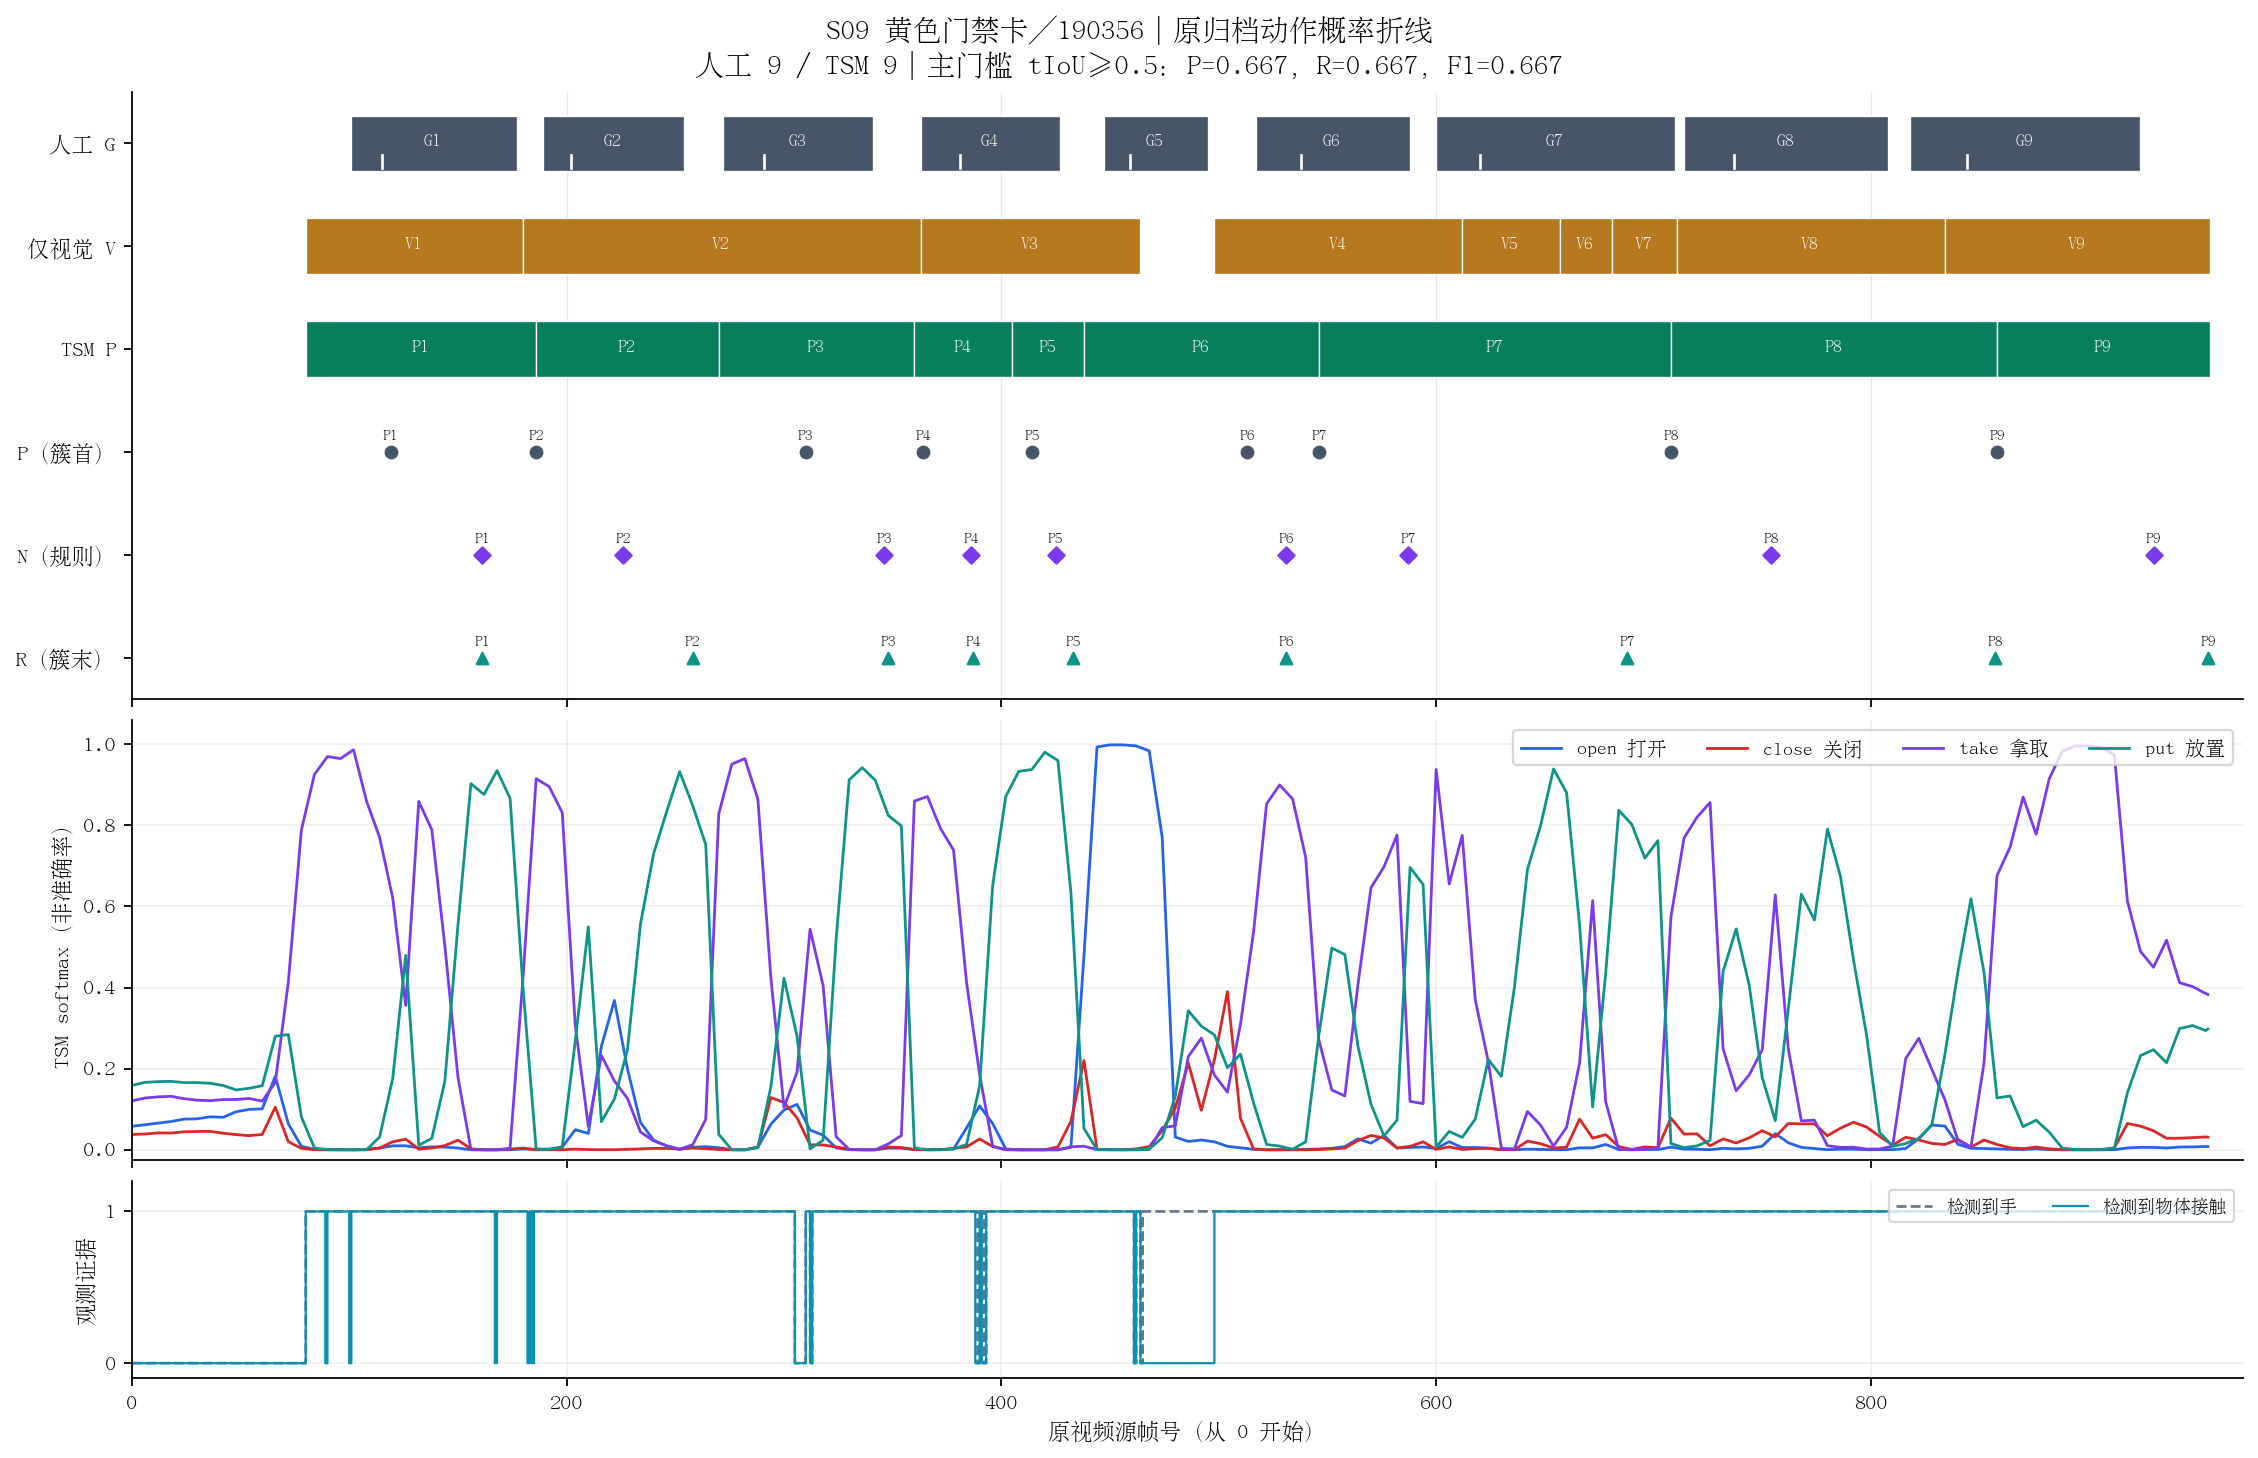 S09 黄色门禁卡／190356｜原归档动作概率折线
人工 9 / TSM 9｜主门槛 tIoU≥0.5: P=0.667, R=0.667, F1=0.667
人工 G
G1 G2 G3 G4 G5 G6 G7 G8 G9
仅视觉 V
V1 V2 V3 V4 V5 V6 V7 V8 V9
TSM P
P1 P2 P3 P4 P5 P6 P7 P8 P9
P (簇首)
P1 P2 P3 P4 P5 P6 P7 P8 P9
N (规则)
P1 P2 P3 P4 P5 P6 P7 P8 P9
R (簇末)
P1 P2 P3 P4 P5 P6 P7 P8 P9
TSM softmax (非准确率)
1.0
0.8
0.6
0.4
0.2
0.0
open 打开 close 关闭 take 拿取 put 放置
观测证据
1
0
检测到手 检测到物体接触
0 200 400 600 800
原视频源帧号 (从 0 开始)